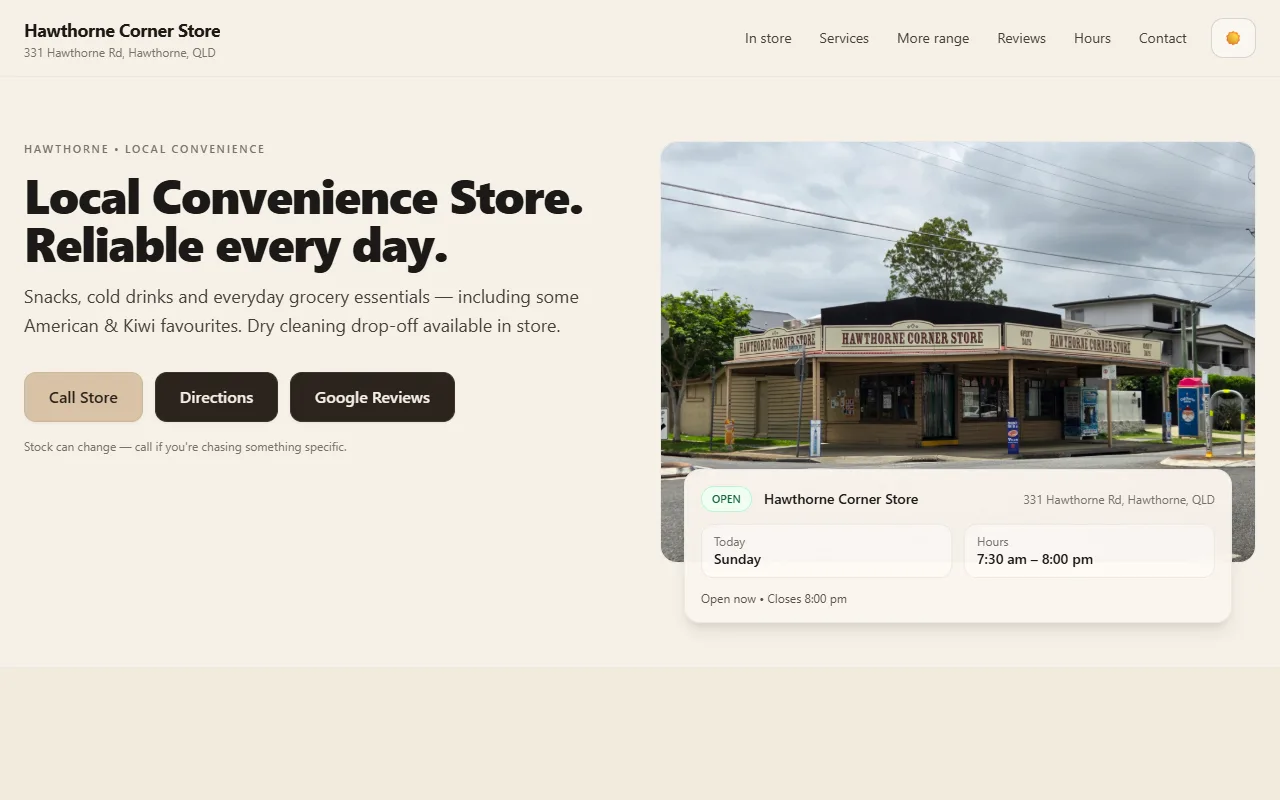 Hawthorne Corner Store
331 Hawthorne Rd, Hawthorne, QLD
In store
Services
More range
Reviews
Hours
Contact
HAWTHORNE • LOCAL CONVENIENCE
Local Convenience Store.
Reliable every day.
Snacks, cold drinks and everyday grocery essentials — including some
American & Kiwi favourites. Dry cleaning drop-off available in store.
Call Store
Directions
Google Reviews
Stock can change — call if you're chasing something specific.
HAWTHORNE CORNER STORE
HAWTHORNE CORNER STORE
OPEN 7 DAYS
HAWTHORNE CORNER STORE
OPEN
Hawthorne Corner Store
331 Hawthorne Rd, Hawthorne, QLD
Today
Sunday
Hours
7:30 am – 8:00 pm
Open now • Closes 8:00 pm